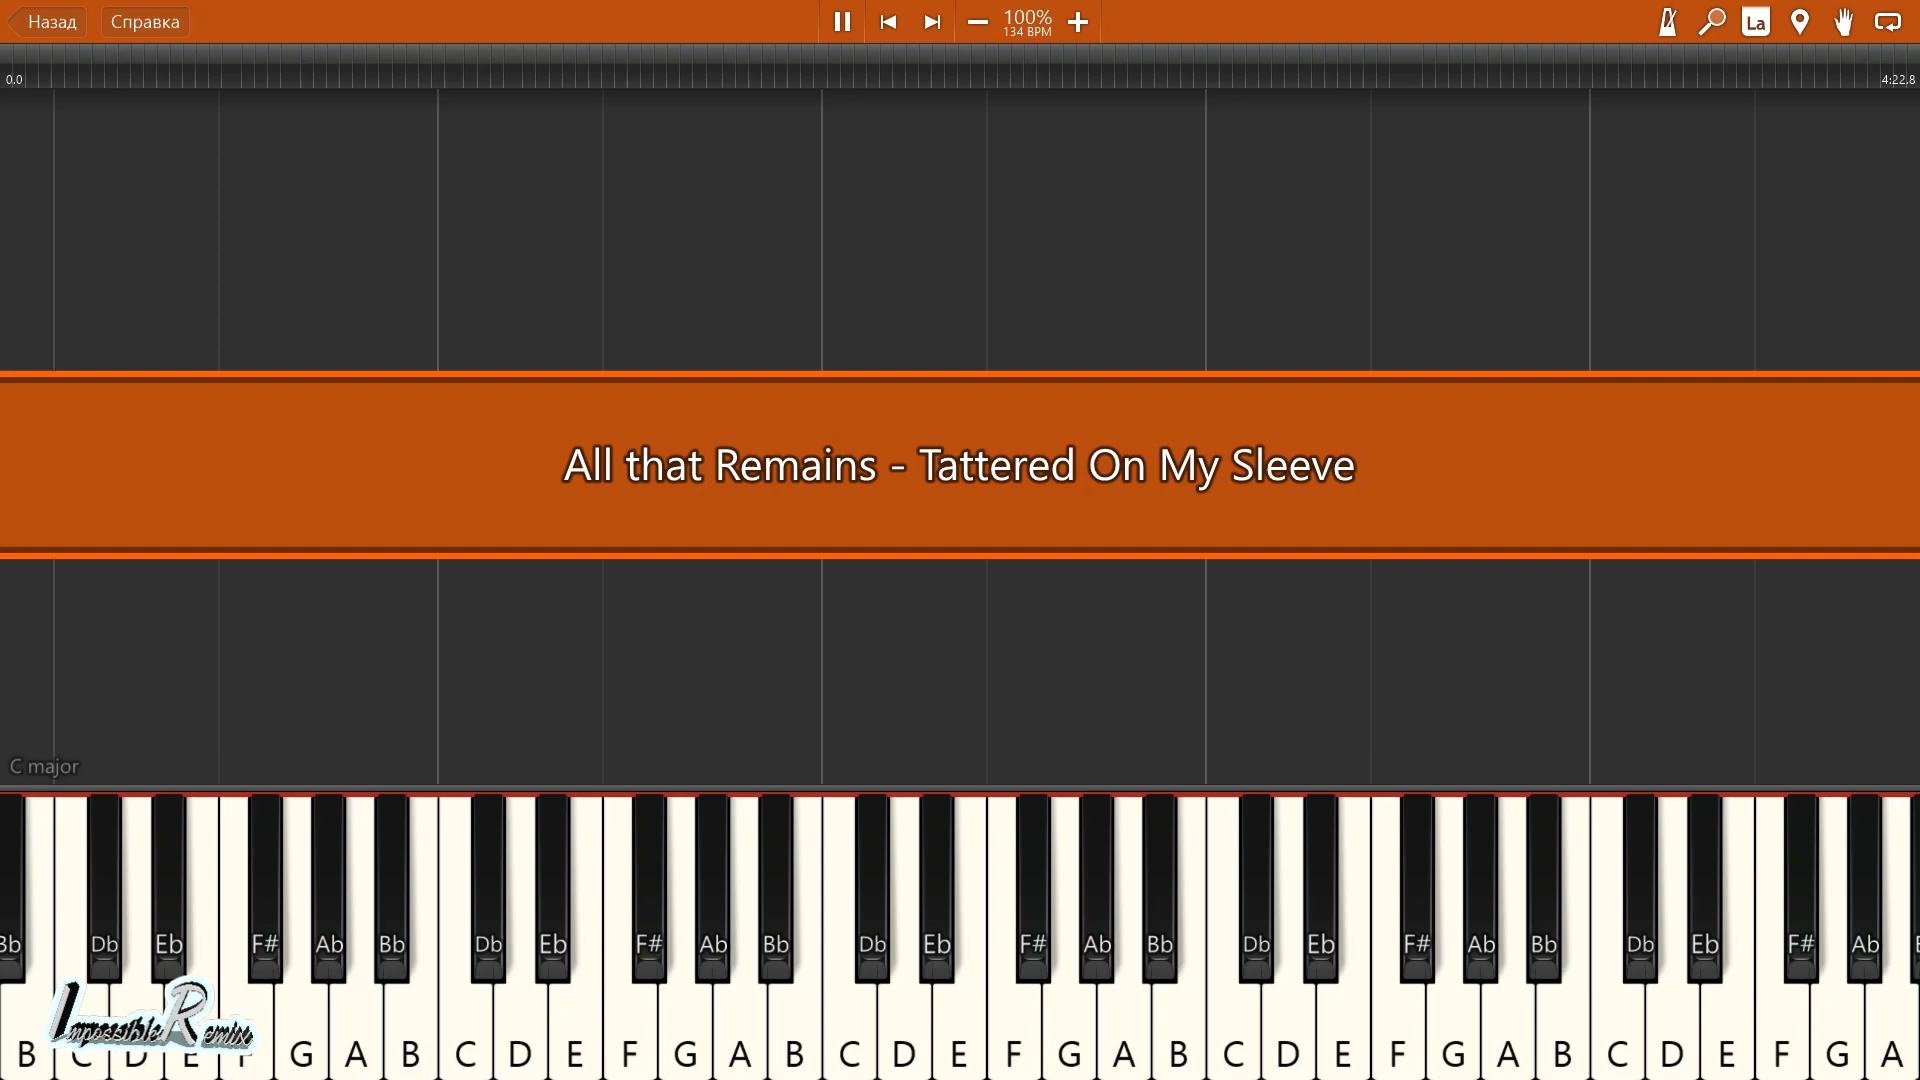 Назад Справка 100% La
134 BPM
0.0 4:22.8
All that Remains - Tattered On My Sleeve
C major
Bb Db Eb F# Ab Bb Db Eb F# Ab Bb Db Eb F# Ab Bb Db Eb F# Ab Bb Db Eb F# Ab
ImpossibleRemix
B C D E F G A B C D E F G A B C D E F G A B C D E F G A B C D E F G A